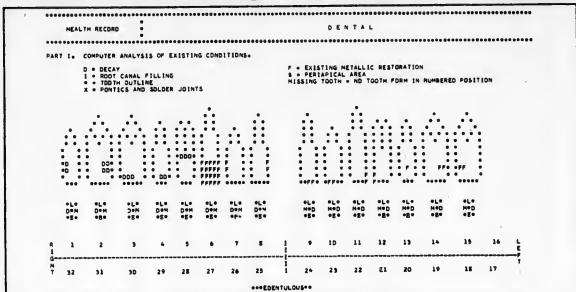 HEALTH RECORD
DENTAL
PART I. COMPUTER ANALYSIS OF EXISTING CONDITIONS.
D = DECAY
F = EXISTING METALLIC RESTORATION
I = ROOT CANAL FILLING
S = PERIAPICAL AREA
* = TOOTH OUTLINE
MISSING TOOTH = NO TOOTH FORM IN NUMBERED POSITION
X = PONTICS AND SOLDER JOINTS
*L* *L* *L* *L* *L* *L* *L* *L* *L* *L* *L* *L* *L* *L* *L*
D*M D*M D*M D*M D*M D*M D*M D*M M*D M*D M*D M*D M*D M*D M*D
RIGHT 1 2 3 4 5 6 7 8 9 10 11 12 13 14 15 16 LEFT
32 31 30 29 28 27 26 25 24 23 22 21 20 19 18 17
***EDENTULOUS**